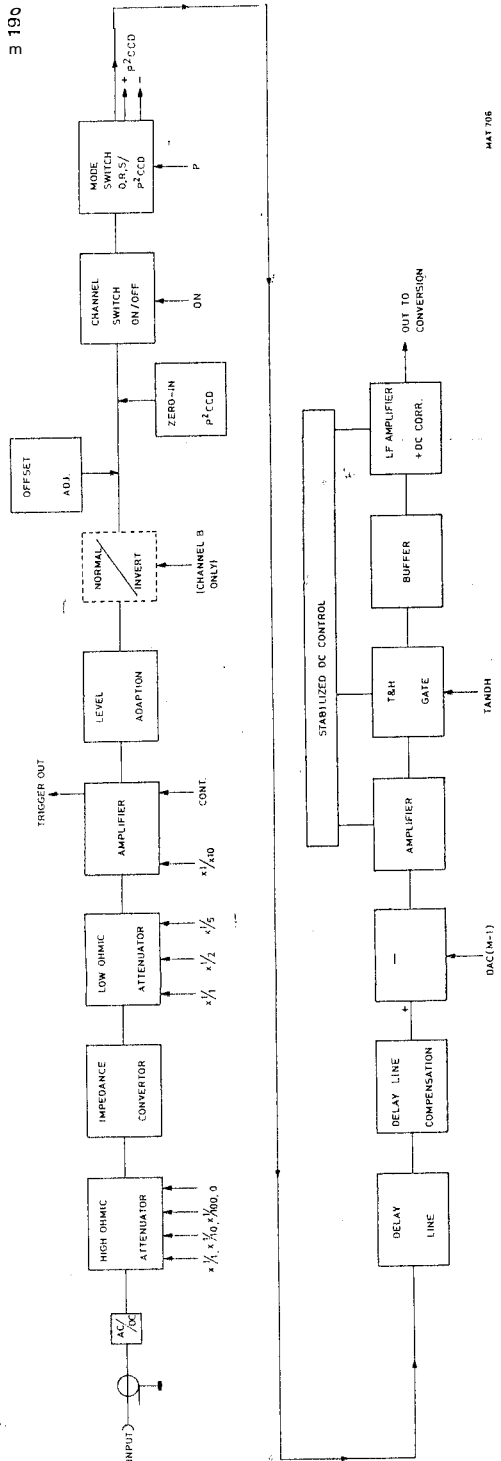 m 19o
INPUT
AC/
DC
HIGH OHMIC
ATTENUATOR
x 1/1, x 1/10, x 1/100, 0
IMPEDANCE
CONVERTOR
LOW OHMIC
ATTENUATOR
x 1/1
x 1/2
x 1/5
TRIGGER OUT
AMPLIFIER
x1/x10
CONT.
LEVEL
ADAPTION
NORMAL/
INVERT
(CHANNEL B
ONLY)
OFFSET
ADJ.
ZERO-IN
P²CCD
CHANNEL
SWITCH
ON/OFF
ON
MODE
SWITCH
O,R,S/
P²CCD
P
+ P²CCD
-
DELAY
LINE
DELAY LINE
COMPENSATION
+
-
DAC(M-1)
STABILIZED DC CONTROL
AMPLIFIER
T&H
GATE
TANDH
BUFFER
LF AMPLIFIER
+DC CORR.
OUT TO
CONVERSION
MAT 706